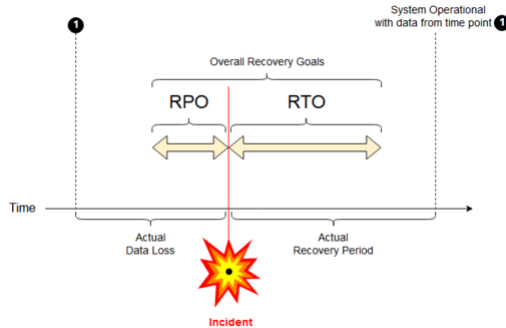 System Operational
with data from time point 1
1
Overall Recovery Goals
RPO
RTO
Time
Actual
Data Loss
Actual
Recovery Period
Incident